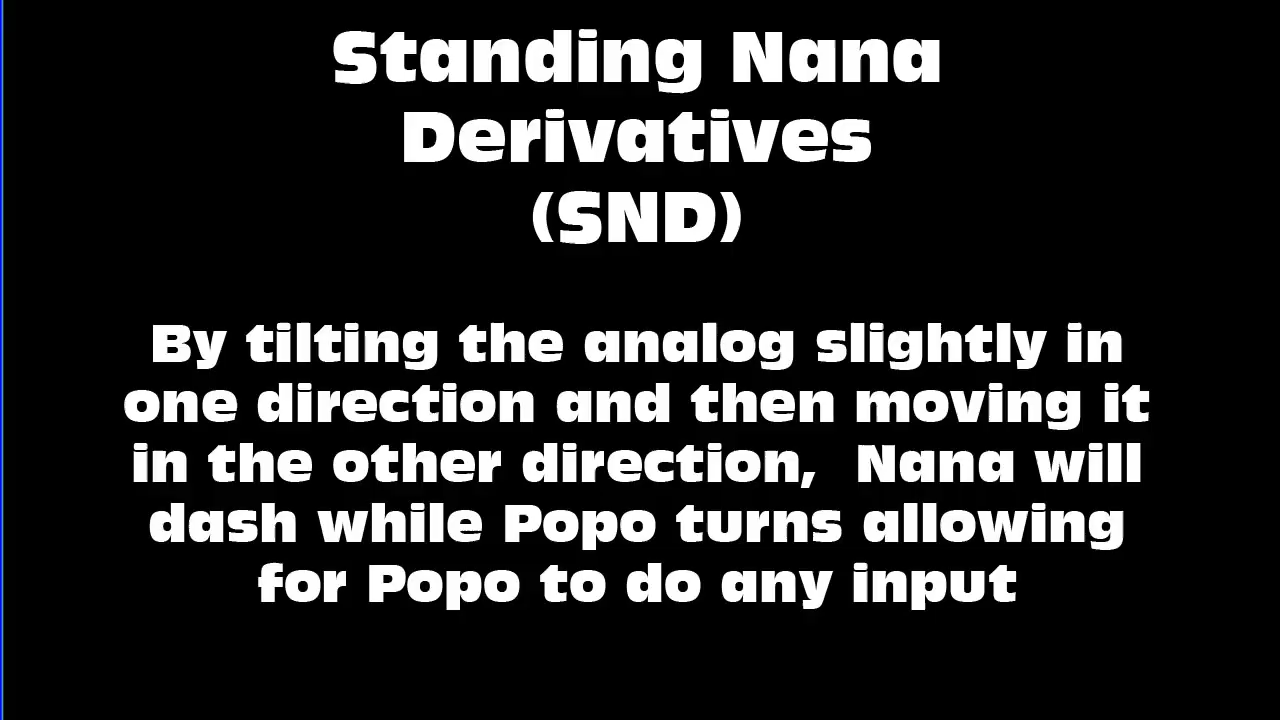 Standing Nana
Derivatives
(SND)
By tilting the analog slightly in
one direction and then moving it
in the other direction,  Nana will
dash while Popo turns allowing
for Popo to do any input